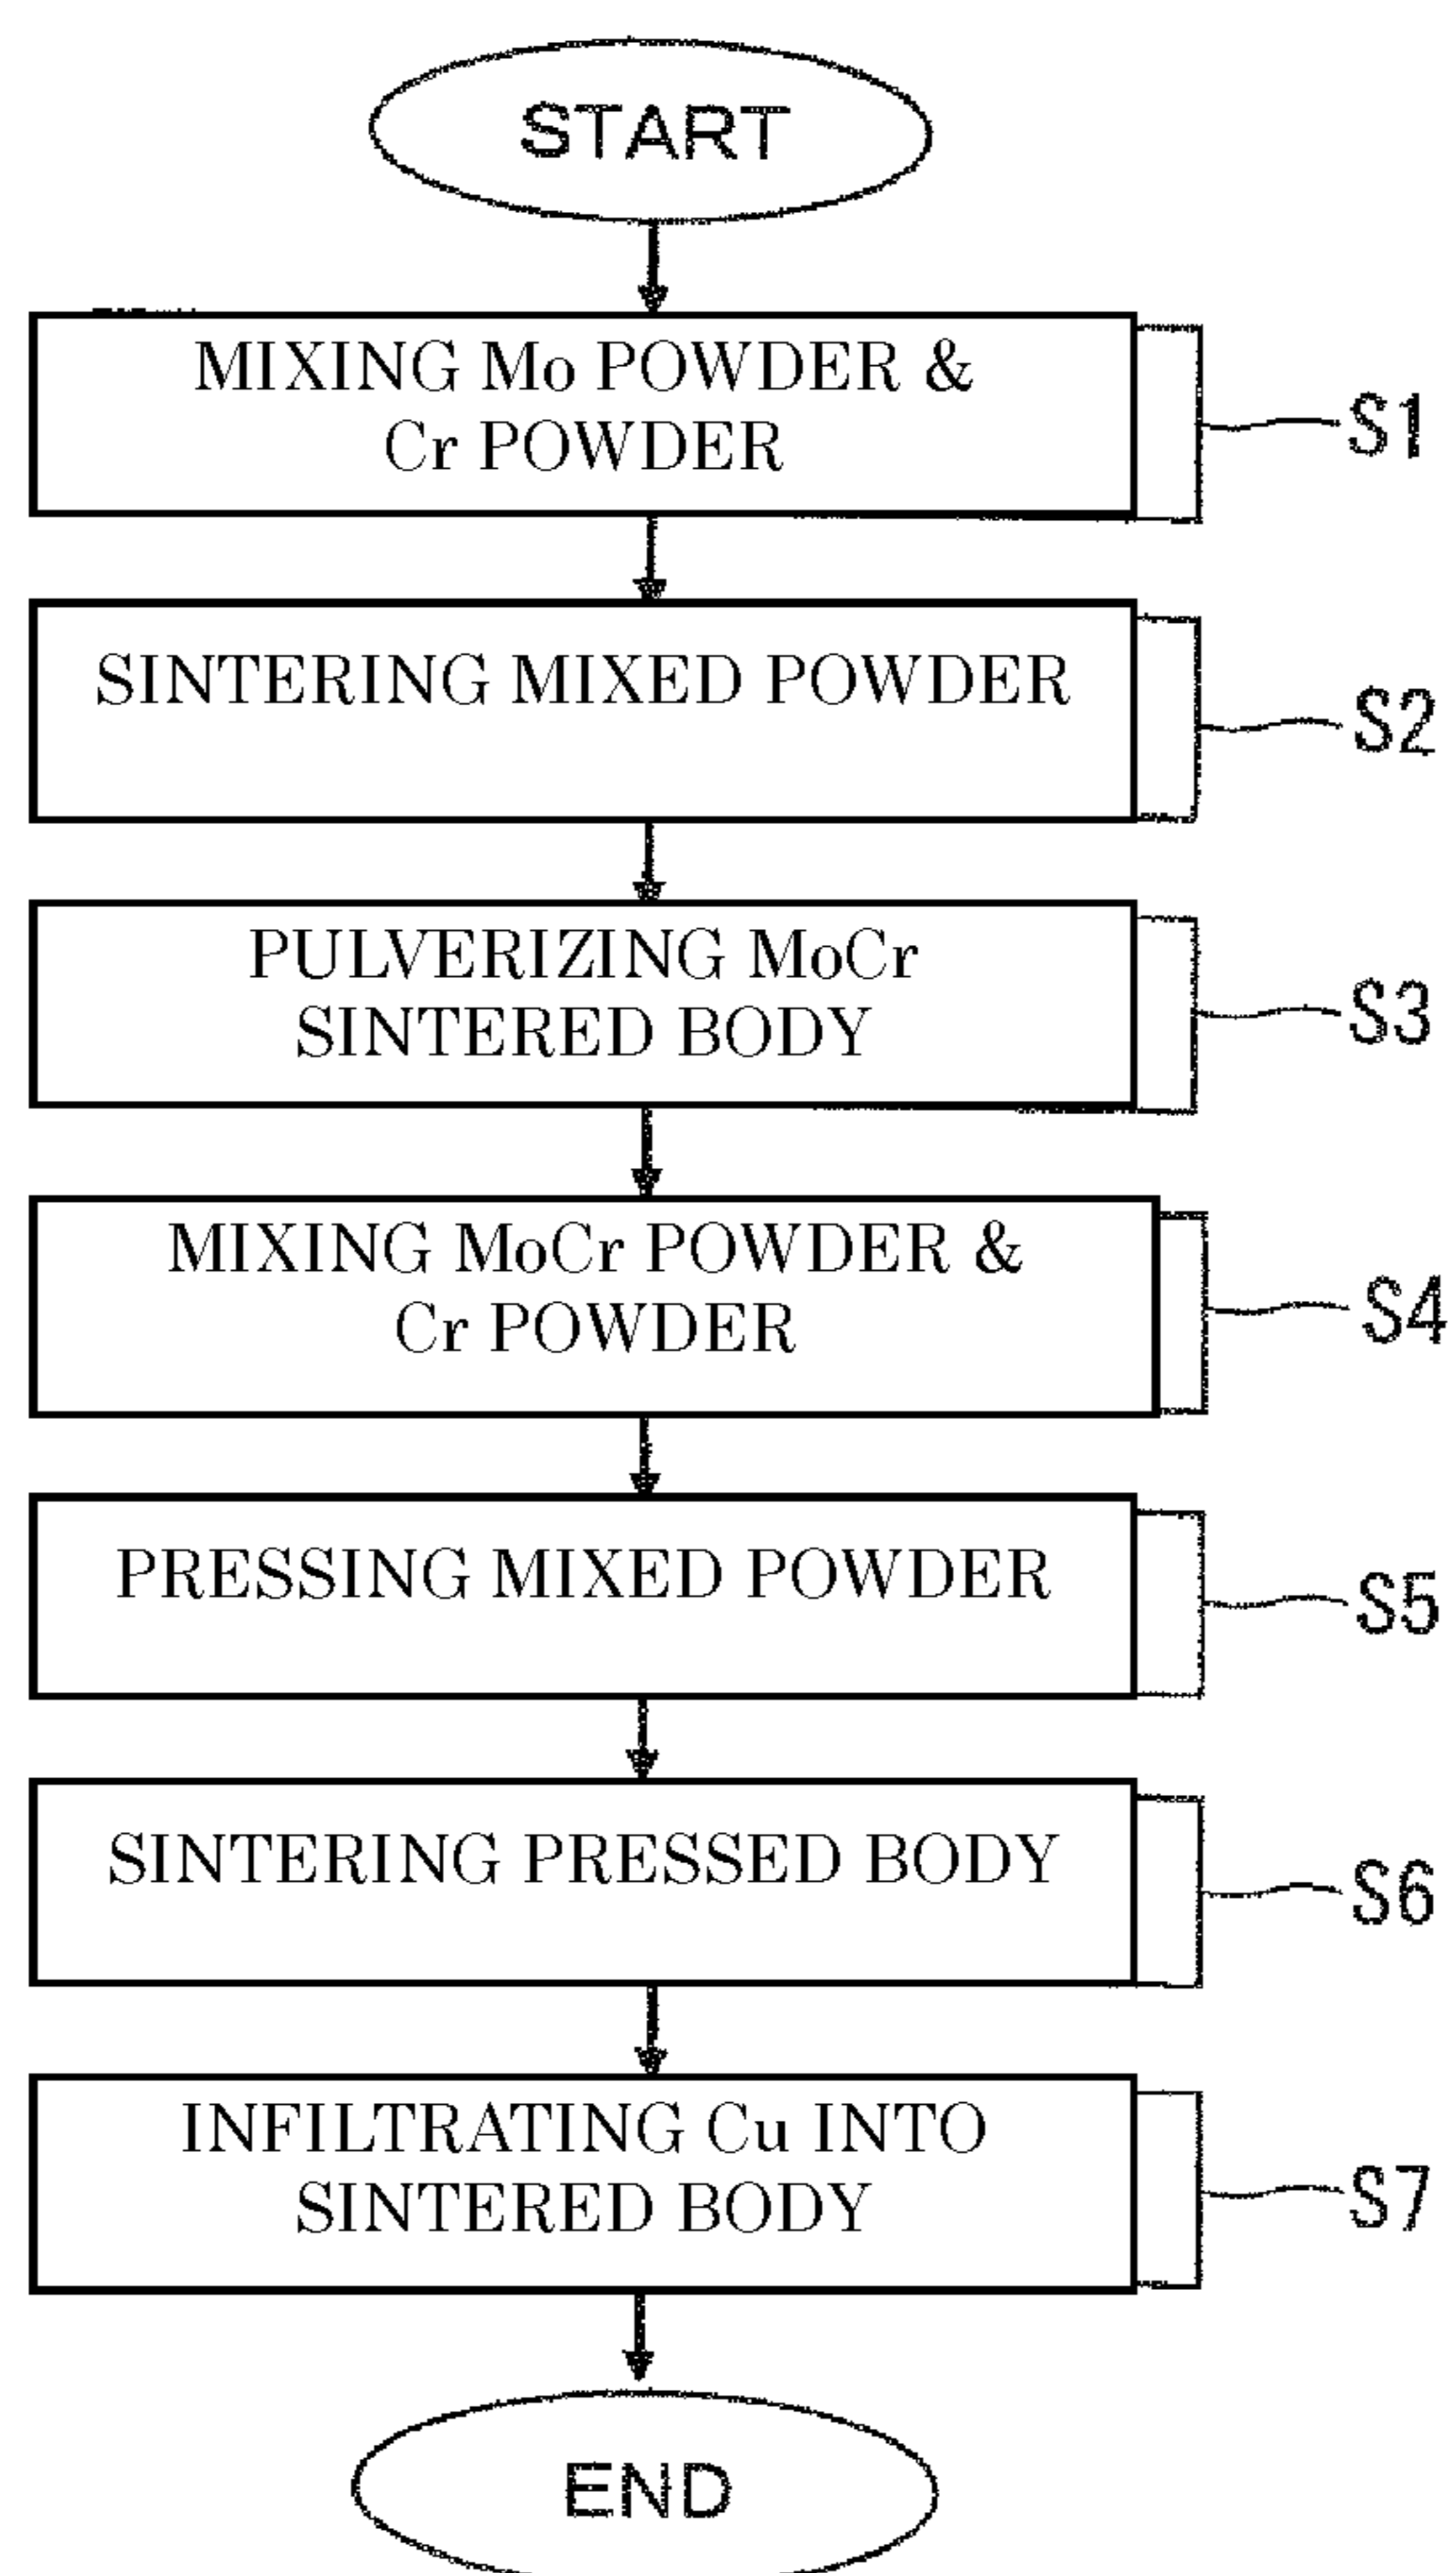 START
MIXING Mo POWDER &
Cr POWDER
S1
SINTERING MIXED POWDER
S2
PULVERIZING MoCr
SINTERED BODY
S3
MIXING MoCr POWDER &
Cr POWDER
S4
PRESSING MIXED POWDER
S5
SINTERING PRESSED BODY
S6
INFILTRATING Cu INTO
SINTERED BODY
S7
END